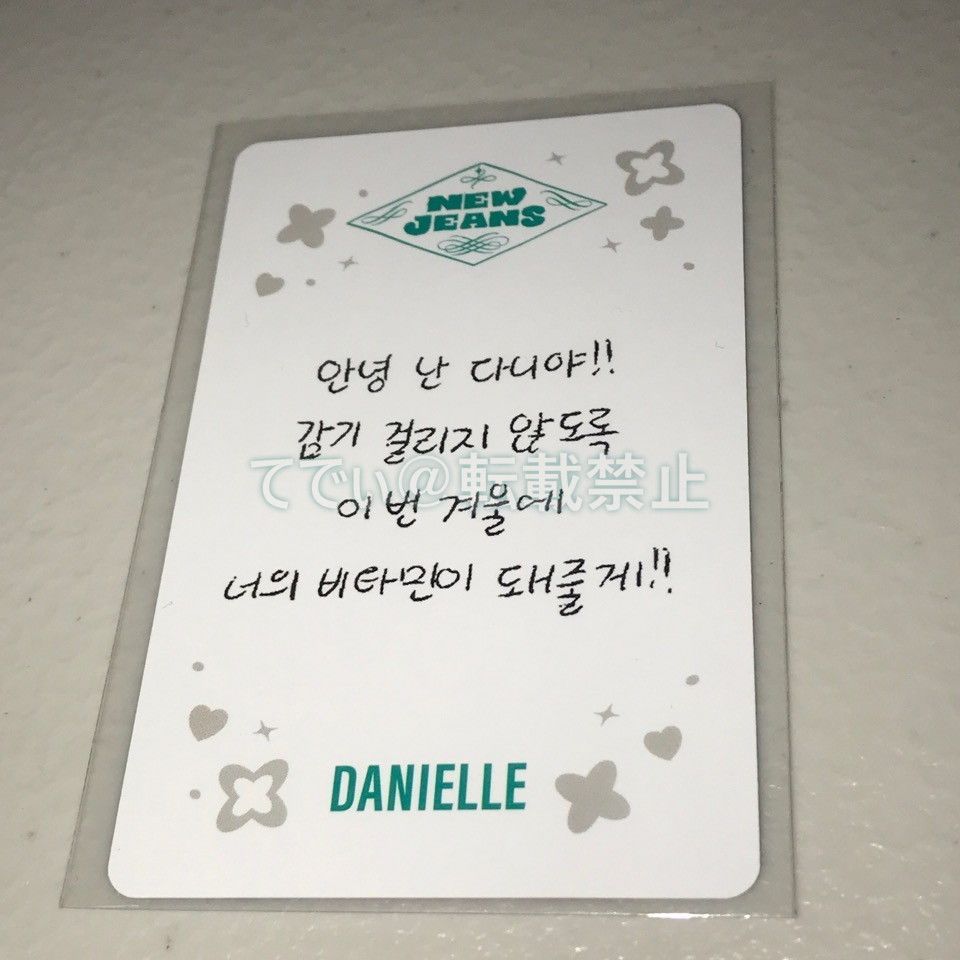 NEW
JEANS
안녕 난 다니야!!
감기 걸리지 않도록
てでぃ@転載禁止
이번 겨울에
너의 비타민이 돼줄게!!
DANIELLE